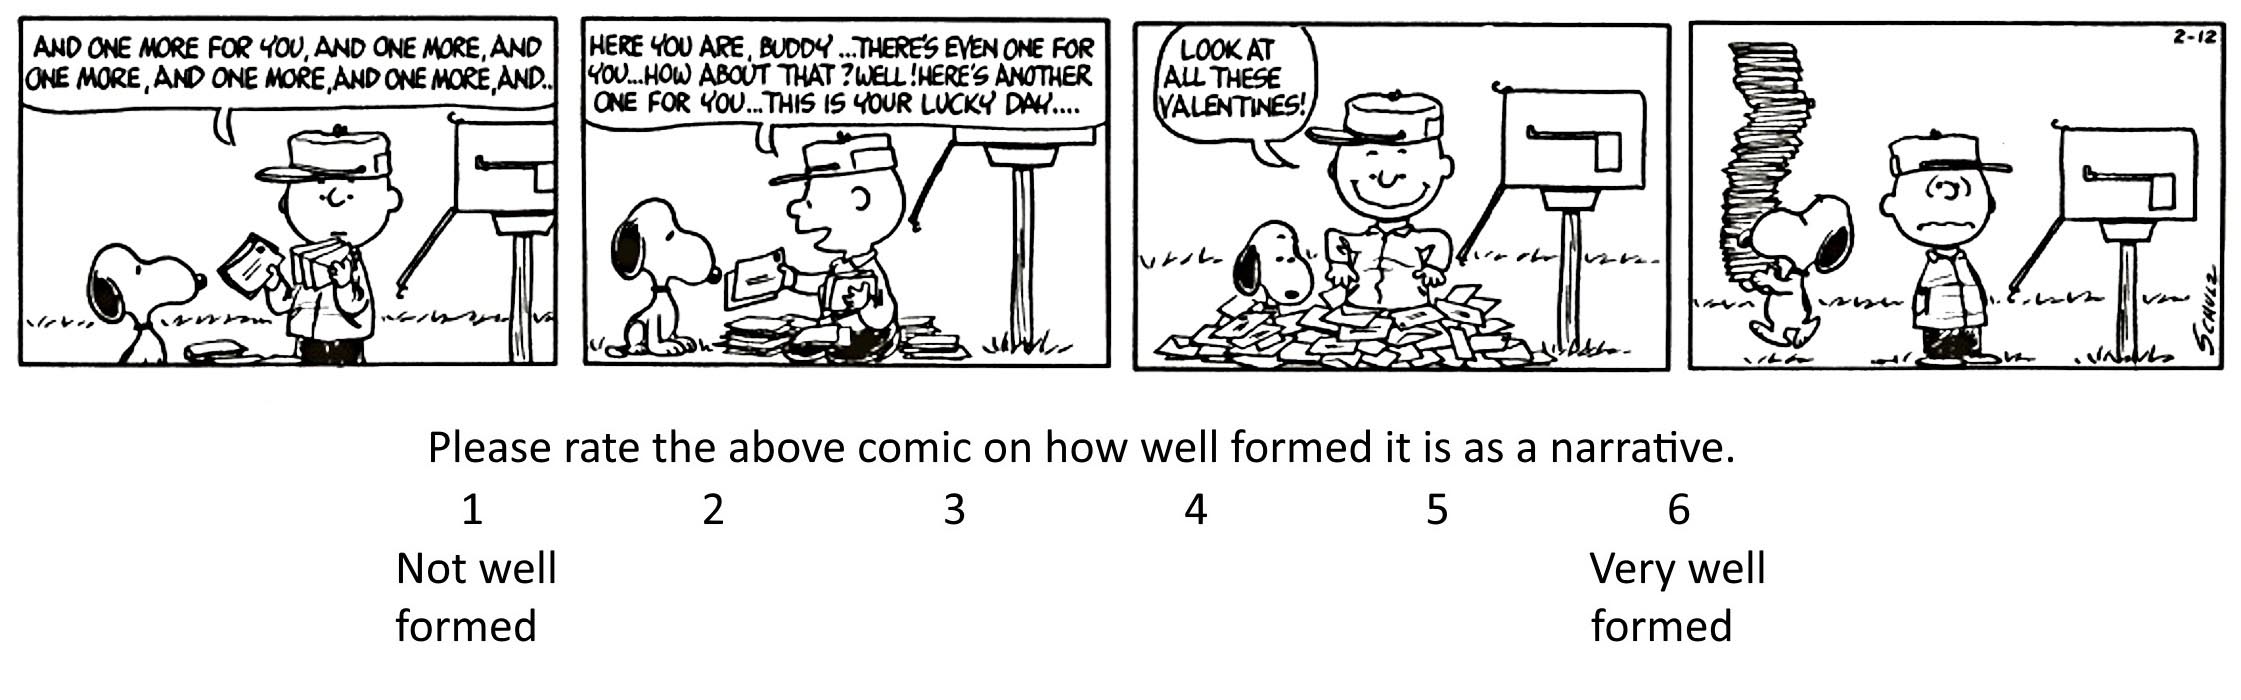 AND ONE MORE FOR YOU, AND ONE MORE, AND
ONE MORE, AND ONE MORE, AND ONE MORE, AND..
HERE YOU ARE, BUDDY...THERE'S EVEN ONE FOR
YOU...HOW ABOUT THAT? WELL! HERE'S ANOTHER
ONE FOR YOU...THIS IS YOUR LUCKY DAY....
LOOK AT
ALL THESE
VALENTINES!
2-12
SCHULZ
Please rate the above comic on how well formed it is as a narrative.
1 2 3 4 5 6
Not well
formed
Very well
formed